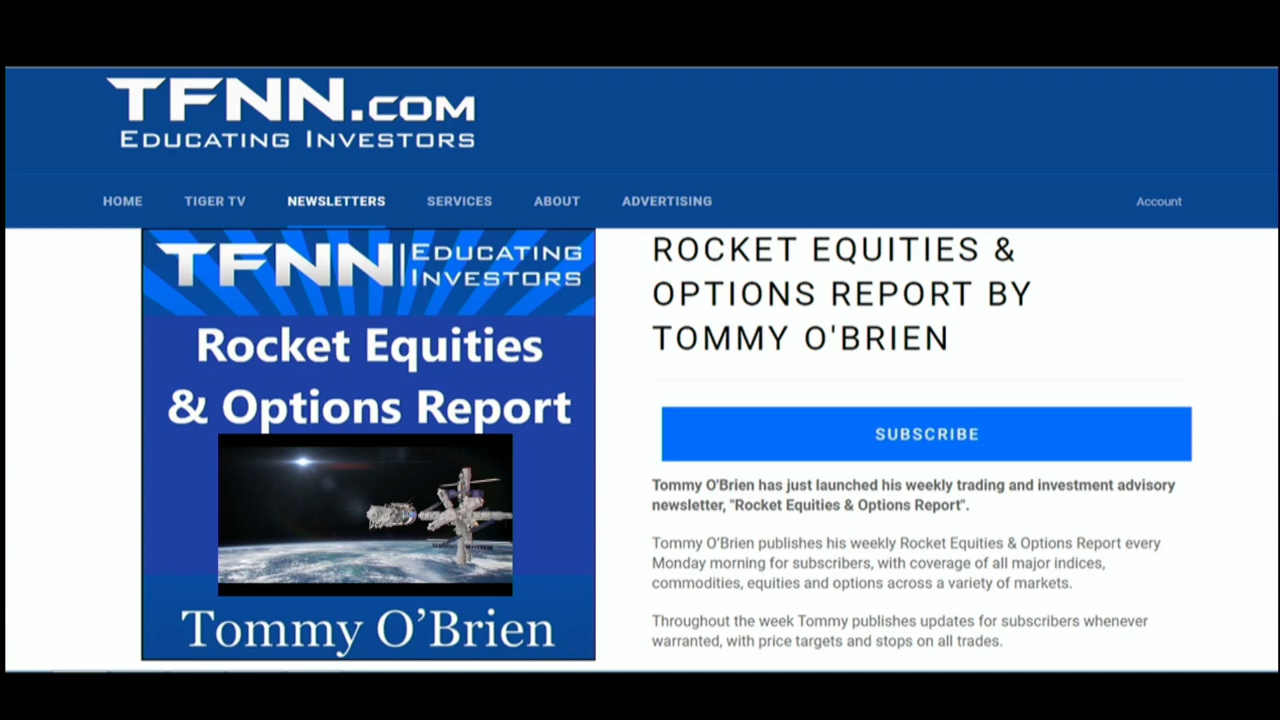 TFNN.COM
EDUCATING INVESTORS
HOME TIGER TV NEWSLETTERS SERVICES ABOUT ADVERTISING Account
TFNN EDUCATING
INVESTORS
Rocket Equities
& Options Report
Tommy O’Brien
ROCKET EQUITIES &
OPTIONS REPORT BY
TOMMY O'BRIEN
SUBSCRIBE
Tommy O'Brien has just launched his weekly trading and investment advisory
newsletter, "Rocket Equities & Options Report".
Tommy O'Brien publishes his weekly Rocket Equities & Options Report every
Monday morning for subscribers, with coverage of all major indices,
commodities, equities and options across a variety of markets.
Throughout the week Tommy publishes updates for subscribers whenever
warranted, with price targets and stops on all trades.